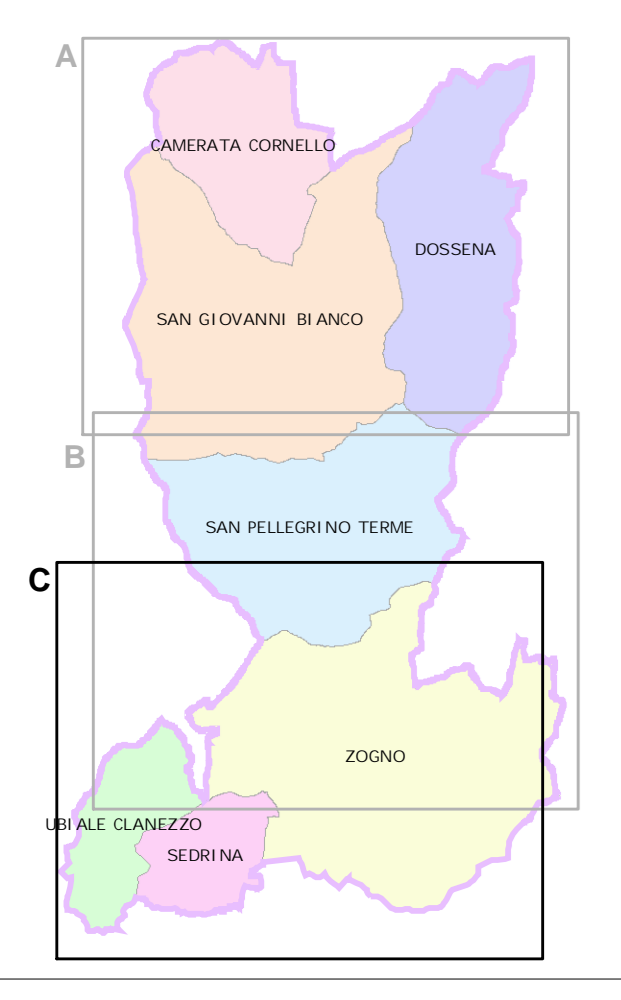 A
CAMERATA CORNELLO
DOSSENA
SAN GIOVANNI BIANCO
B
SAN PELLEGRINO TERME
C
ZOGNO
UBIALE CLANEZZO
SEDRINA